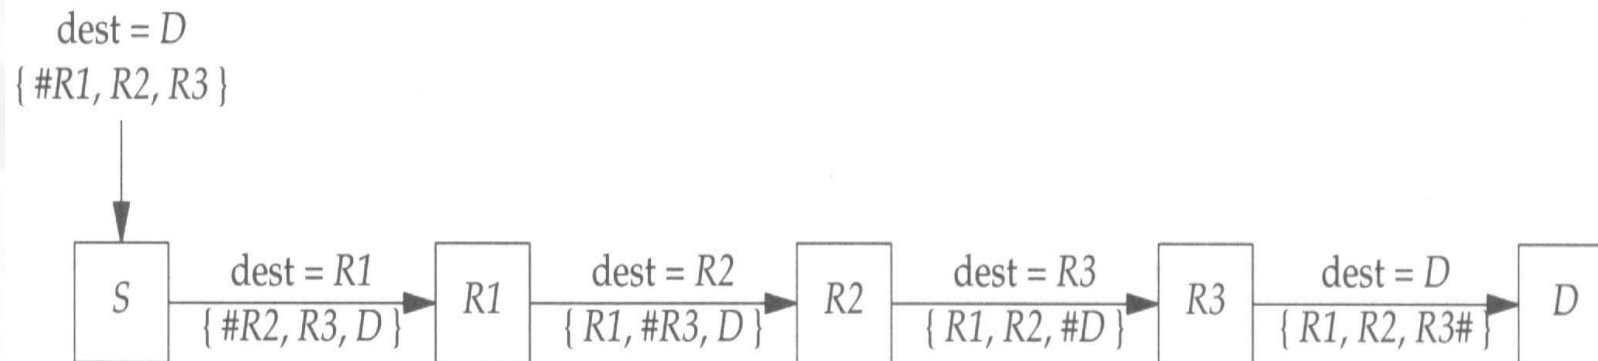 dest = D
{ #R1, R2, R3 }
dest = R1
dest = R2
dest = R3
dest = D
S
R1
R2
R3
D
{ #R2, R3, D }
{ R1, #R3, D }
{ R1, R2, #D }
{ R1, R2, R3# }